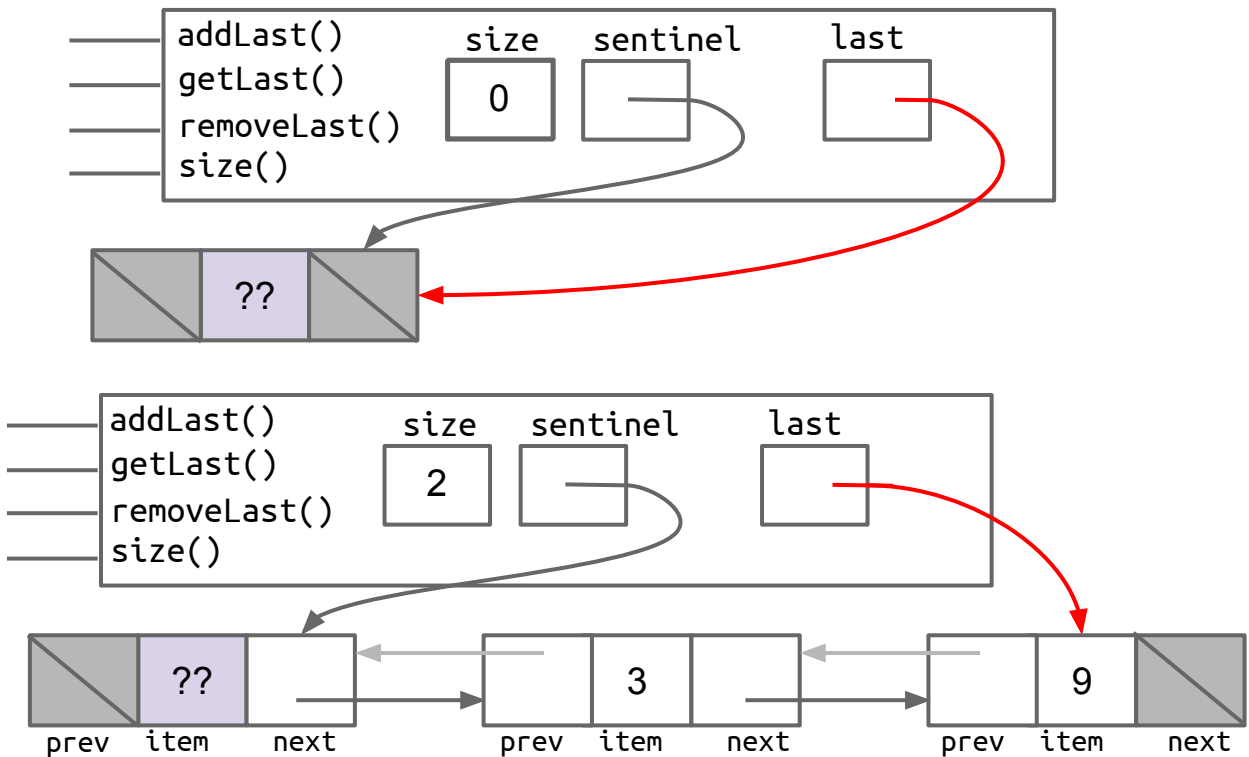 addLast() size sentinel last
getLast() 0
removeLast()
size()
??
addLast() size sentinel last
getLast() 2
removeLast()
size()
?? 3 9
prev item next prev item next prev item next